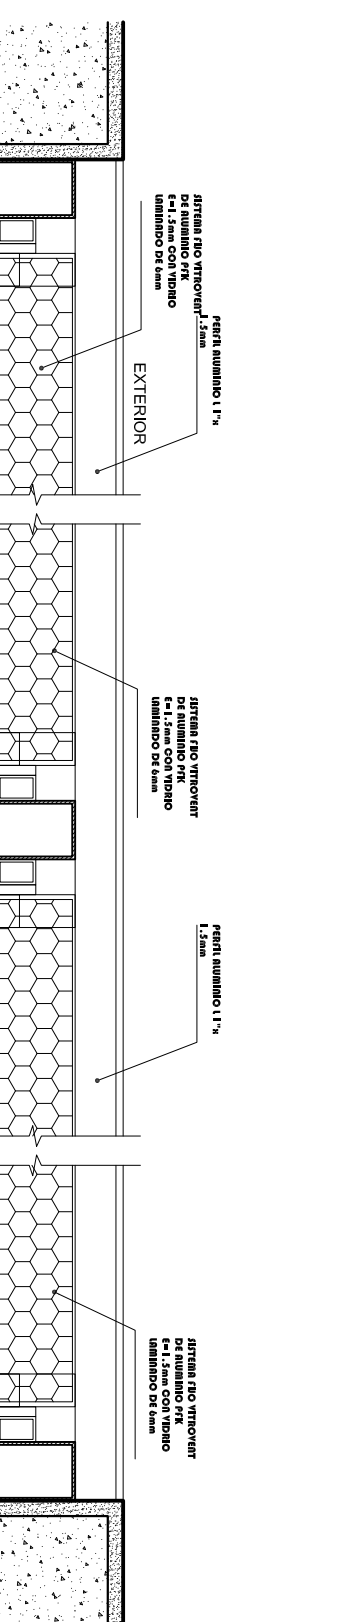 SISTEMA FIJO VITROVENT
DE ALUMINIO PFK
E=1.5mm CON VIDRIO
LAMINADO DE 6mm
PERFIL ALUMINIO L 1"x
1.5mm
EXTERIOR
SISTEMA FIJO VITROVENT
DE ALUMINIO PFK
E=1.5mm CON VIDRIO
LAMINADO DE 6mm
PERFIL ALUMINIO L 1"x
1.5mm
SISTEMA FIJO VITROVENT
DE ALUMINIO PFK
E=1.5mm CON VIDRIO
LAMINADO DE 6mm